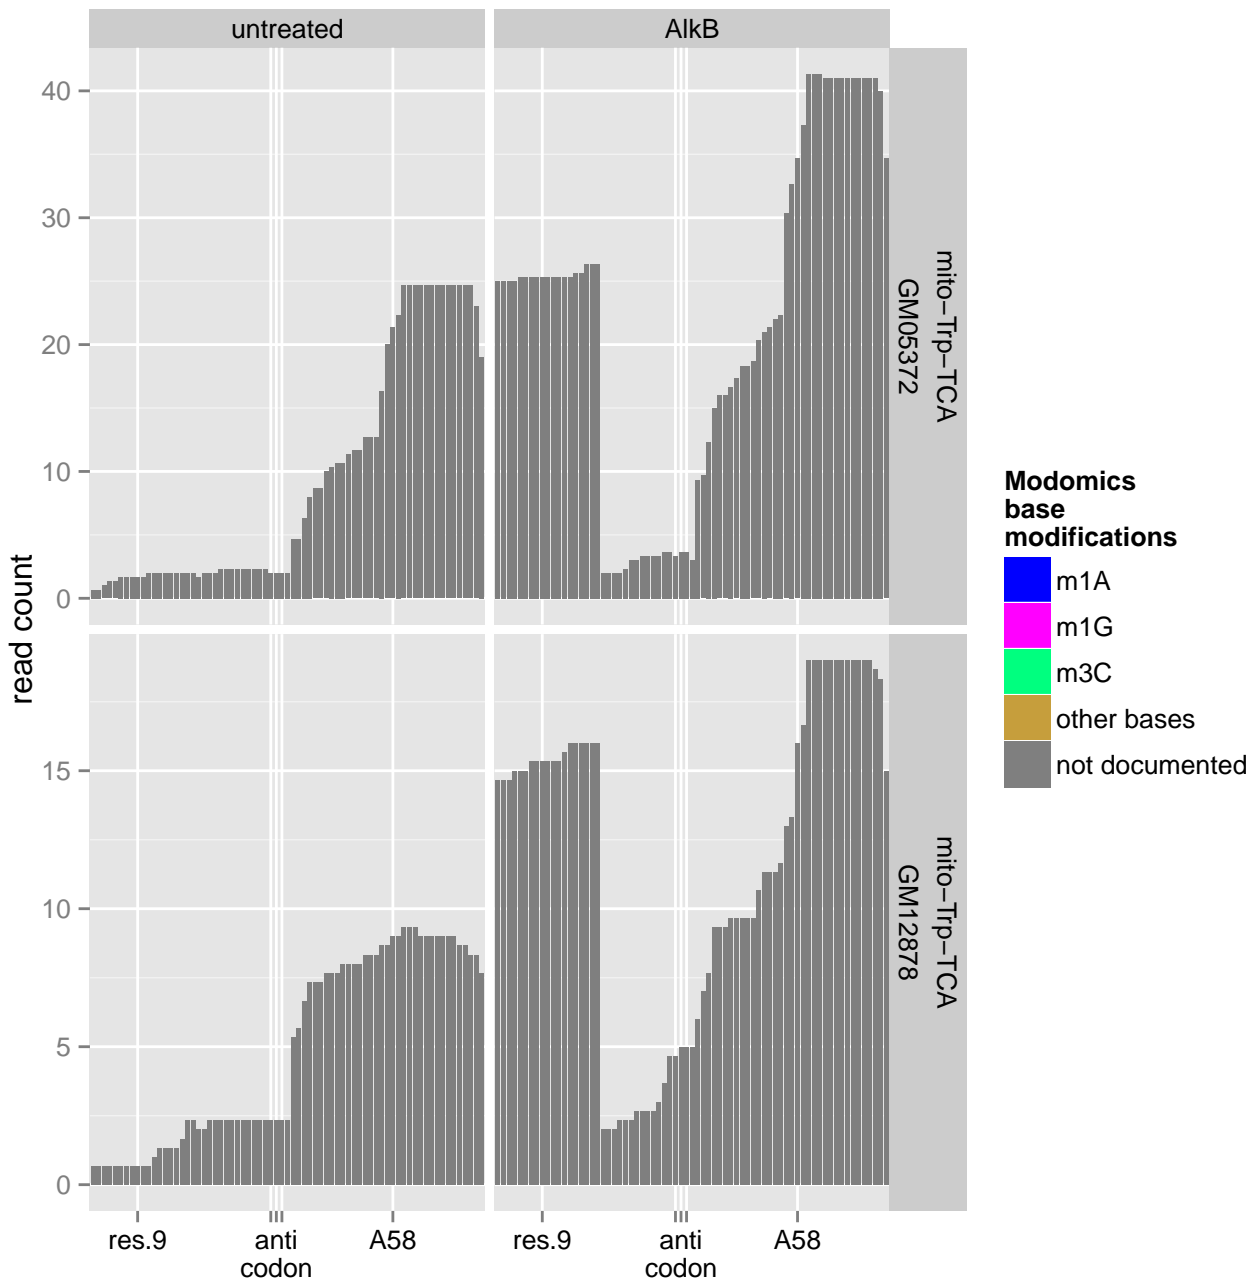 untreated
AlkB
40
30
20
10
0
mito−Trp−TCA
GM05372
read count
15
10
5
0
mito−Trp−TCA
GM12878
res.9
anti
codon
A58
res.9
anti
codon
A58
Modomics
base
modifications
m1A
m1G
m3C
other bases
not documented